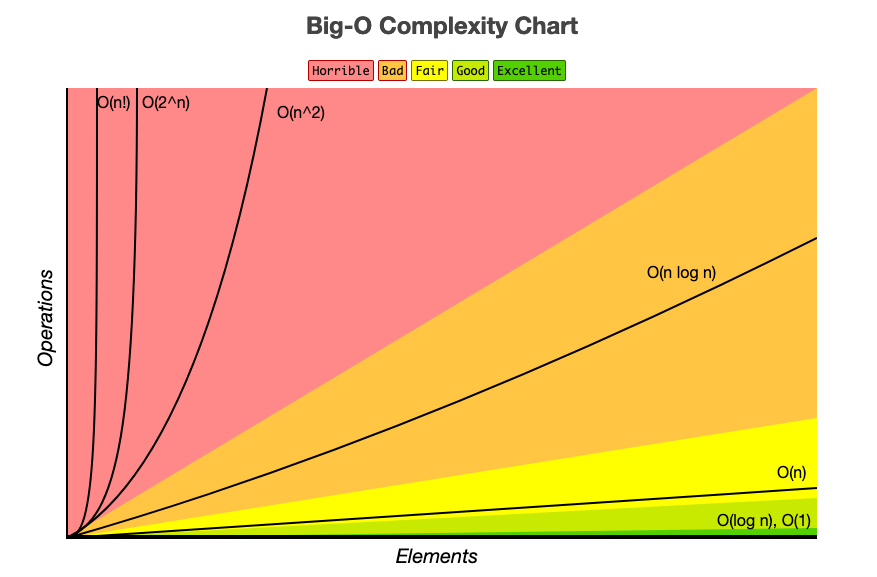 Big-O Complexity Chart
Horrible Bad Fair Good Excellent
O(n!) O(2^n)
O(n^2)
O(n log n)
O(n)
O(log n), O(1)
Operations
Elements